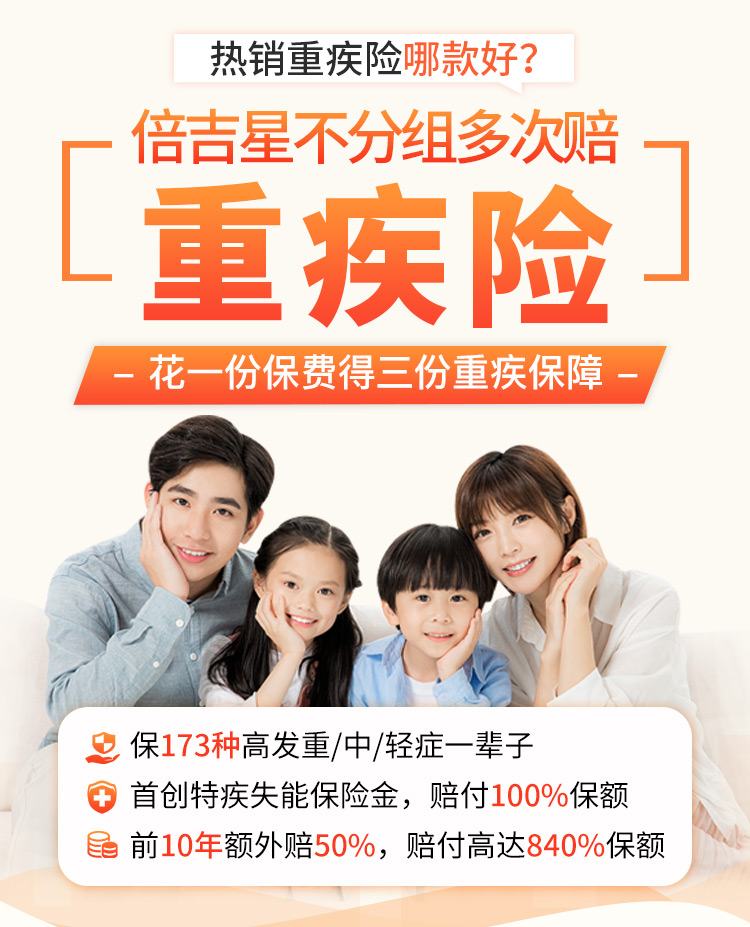 热销重疾险哪款好？
倍吉星不分组多次赔
重疾险
– 花一份保费得三份重疾保障 –
保173种高发重/中/轻症一辈子
首创特疾失能保险金，赔付100%保额
前10年额外赔50%，赔付高达840%保额